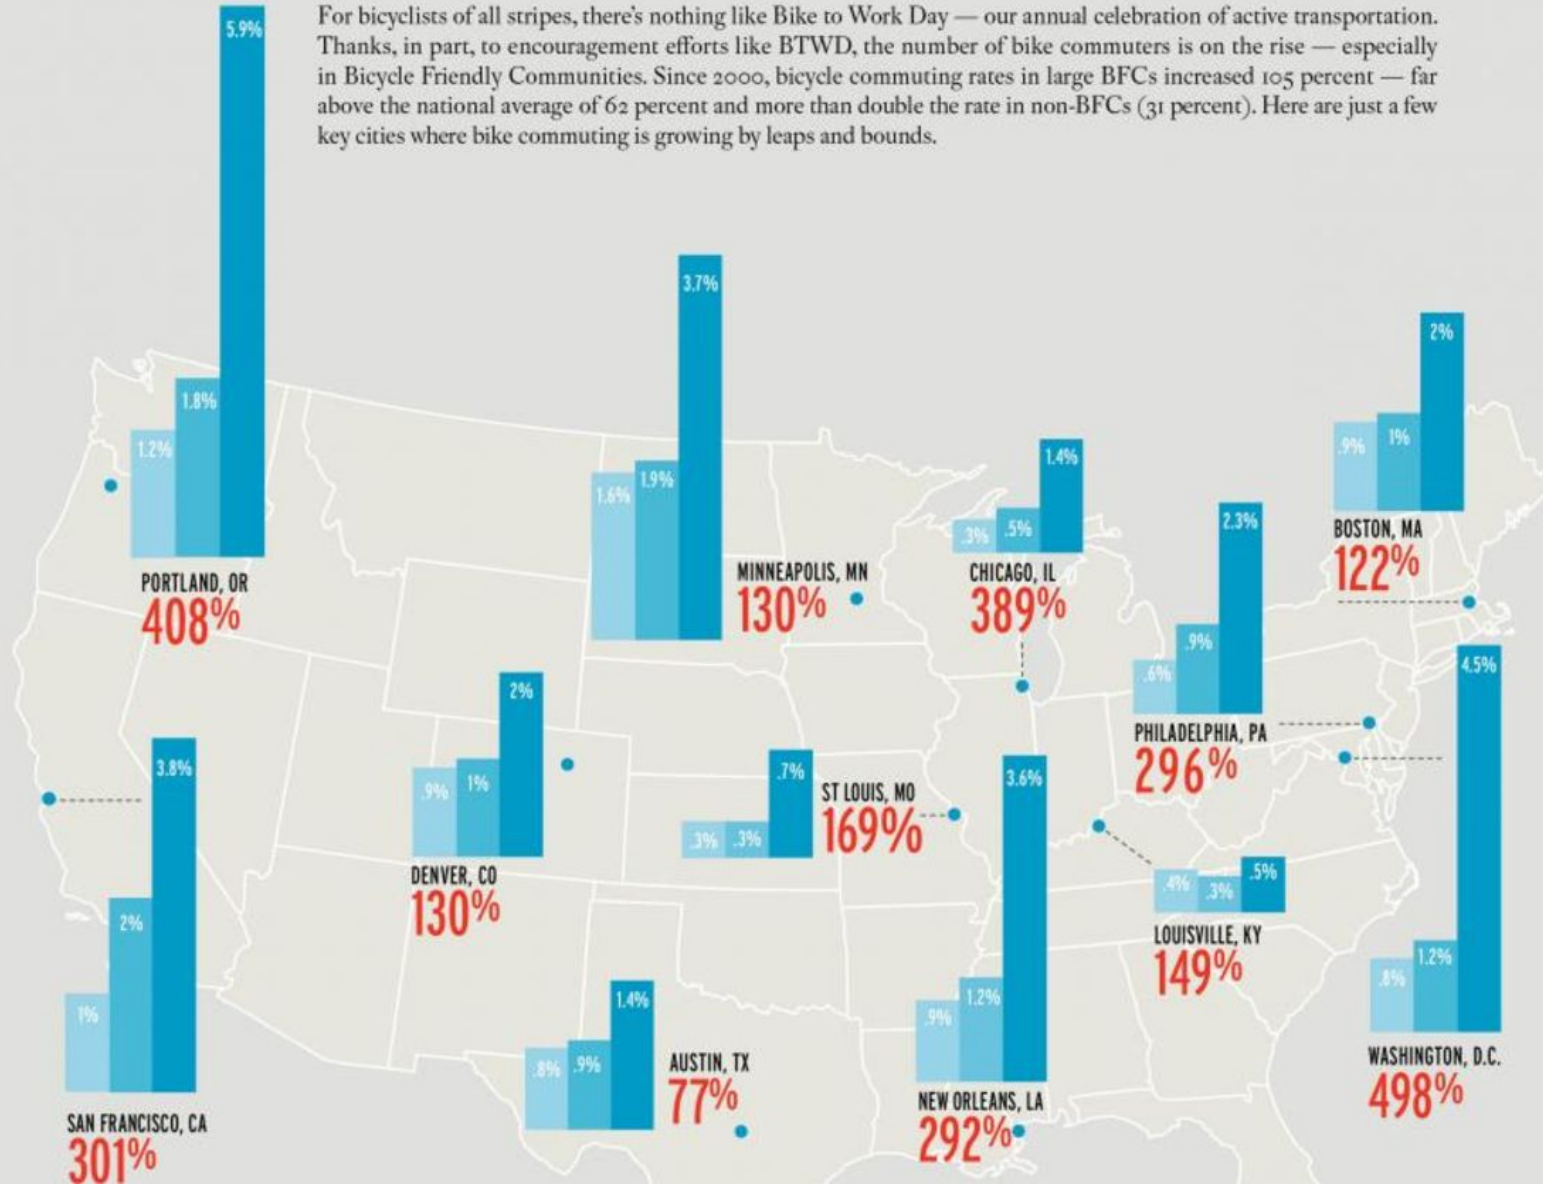 For bicyclists of all stripes, there's nothing like Bike to Work Day — our annual celebration of active transportation.
Thanks, in part, to encouragement efforts like BTWD, the number of bike commuters is on the rise — especially
in Bicycle Friendly Communities. Since 2000, bicycle commuting rates in large BFCs increased 105 percent — far
above the national average of 62 percent and more than double the rate in non-BFCs (31 percent). Here are just a few
key cities where bike commuting is growing by leaps and bounds.
1.2%
1.8%
5.9%
PORTLAND, OR
408%
1.6%
1.9%
3.7%
MINNEAPOLIS, MN
130%
.3%
.5%
1.4%
CHICAGO, IL
389%
.9%
1%
2%
BOSTON, MA
122%
.6%
.9%
2.3%
PHILADELPHIA, PA
296%
1%
2%
3.8%
SAN FRANCISCO, CA
301%
.9%
1%
2%
DENVER, CO
130%
.3%
.3%
.7%
ST LOUIS, MO
169%
.4%
.3%
.5%
LOUISVILLE, KY
149%
.8%
.9%
1.4%
AUSTIN, TX
77%
.9%
1.2%
3.6%
NEW ORLEANS, LA
292%
.8%
1.2%
4.5%
WASHINGTON, D.C.
498%